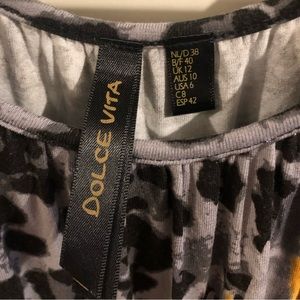 DOLCE VITA
NL/D 38
B/F 40
UK 12
AUS 10
USA 6
C 8
ESP 42